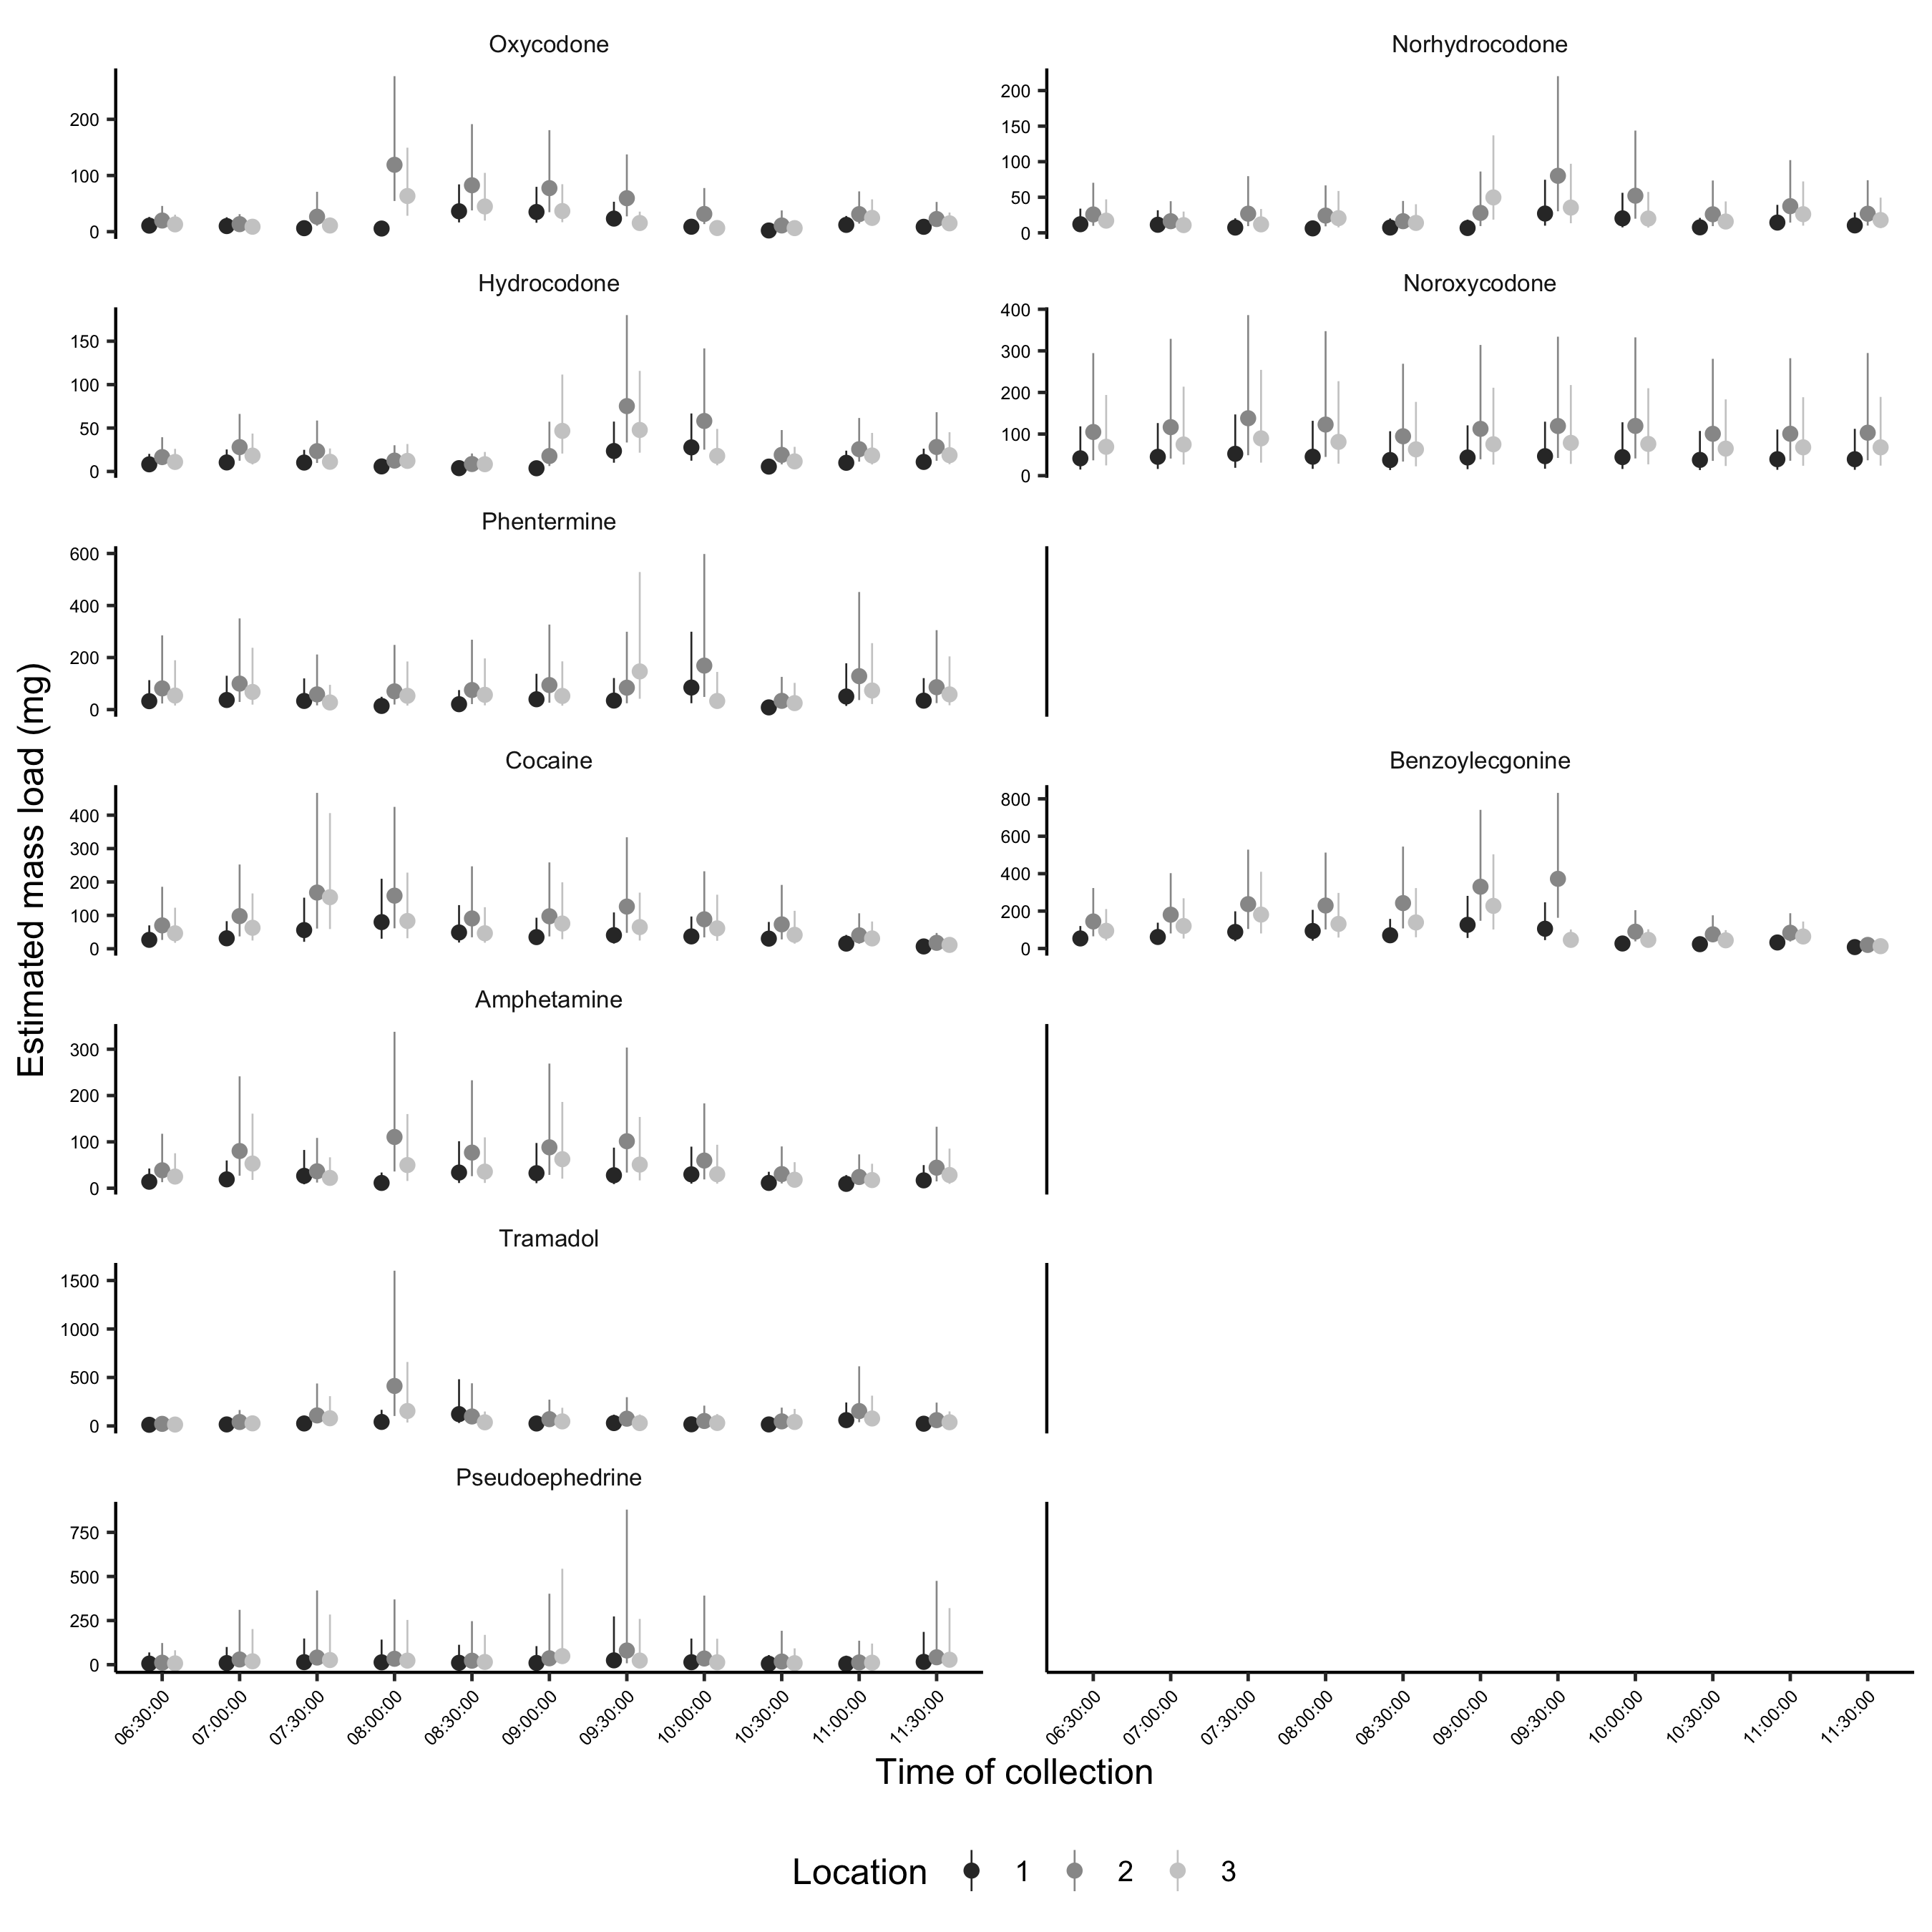 Oxycodone
Norhydrocodone
200
100
0
200
150
100
50
0
Hydrocodone
Noroxycodone
150
100
50
0
400
300
200
100
0
Phentermine
600
400
200
0
Cocaine
Benzoylecgonine
400
300
200
100
0
800
600
400
200
0
Amphetamine
300
200
100
0
Tramadol
1500
1000
500
0
Pseudoephedrine
750
500
250
0
Estimated mass load (mg)
06:30:00 07:00:00 07:30:00 08:00:00 08:30:00 09:00:00 09:30:00 10:00:00 10:30:00 11:00:00 11:30:00
06:30:00 07:00:00 07:30:00 08:00:00 08:30:00 09:00:00 09:30:00 10:00:00 10:30:00 11:00:00 11:30:00
Time of collection
Location 1 2 3